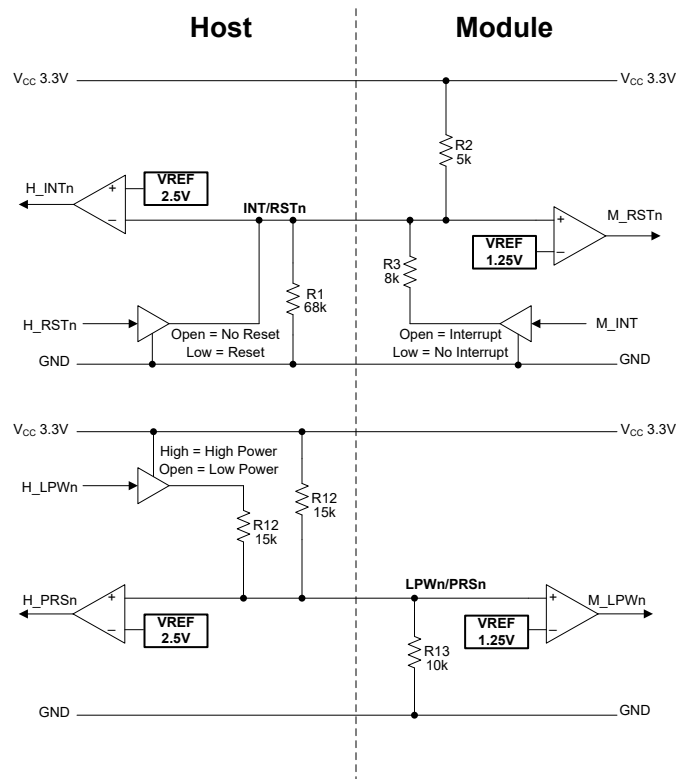 Host
Module
VCC 3.3V
VCC 3.3V
R2
5k
H_INTn
+
VREF
2.5V
−
INT/RSTn
+
M_RSTn
VREF
1.25V
−
R3
8k
R1
68k
H_RSTn
Open = No Reset
Low = Reset
Open = Interrupt
Low = No Interrupt
M_INT
GND
GND
VCC 3.3V
VCC 3.3V
High = High Power
Open = Low Power
H_LPWn
R12
15k
R12
15k
LPWn/PRSn
H_PRSn
+
VREF
2.5V
−
+
M_LPWn
VREF
1.25V
−
R13
10k
GND
GND